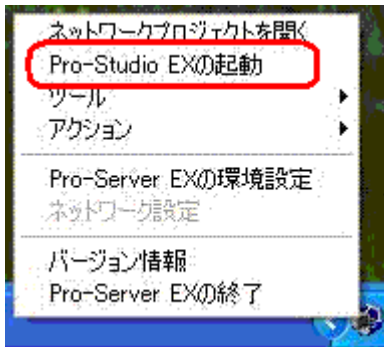 ネットワークプロジェクトを開く
Pro-Studio EXの起動
ツール
アクション
Pro-Server EXの環境設定
ネットワーク設定
バージョン情報
Pro-Server EXの終了